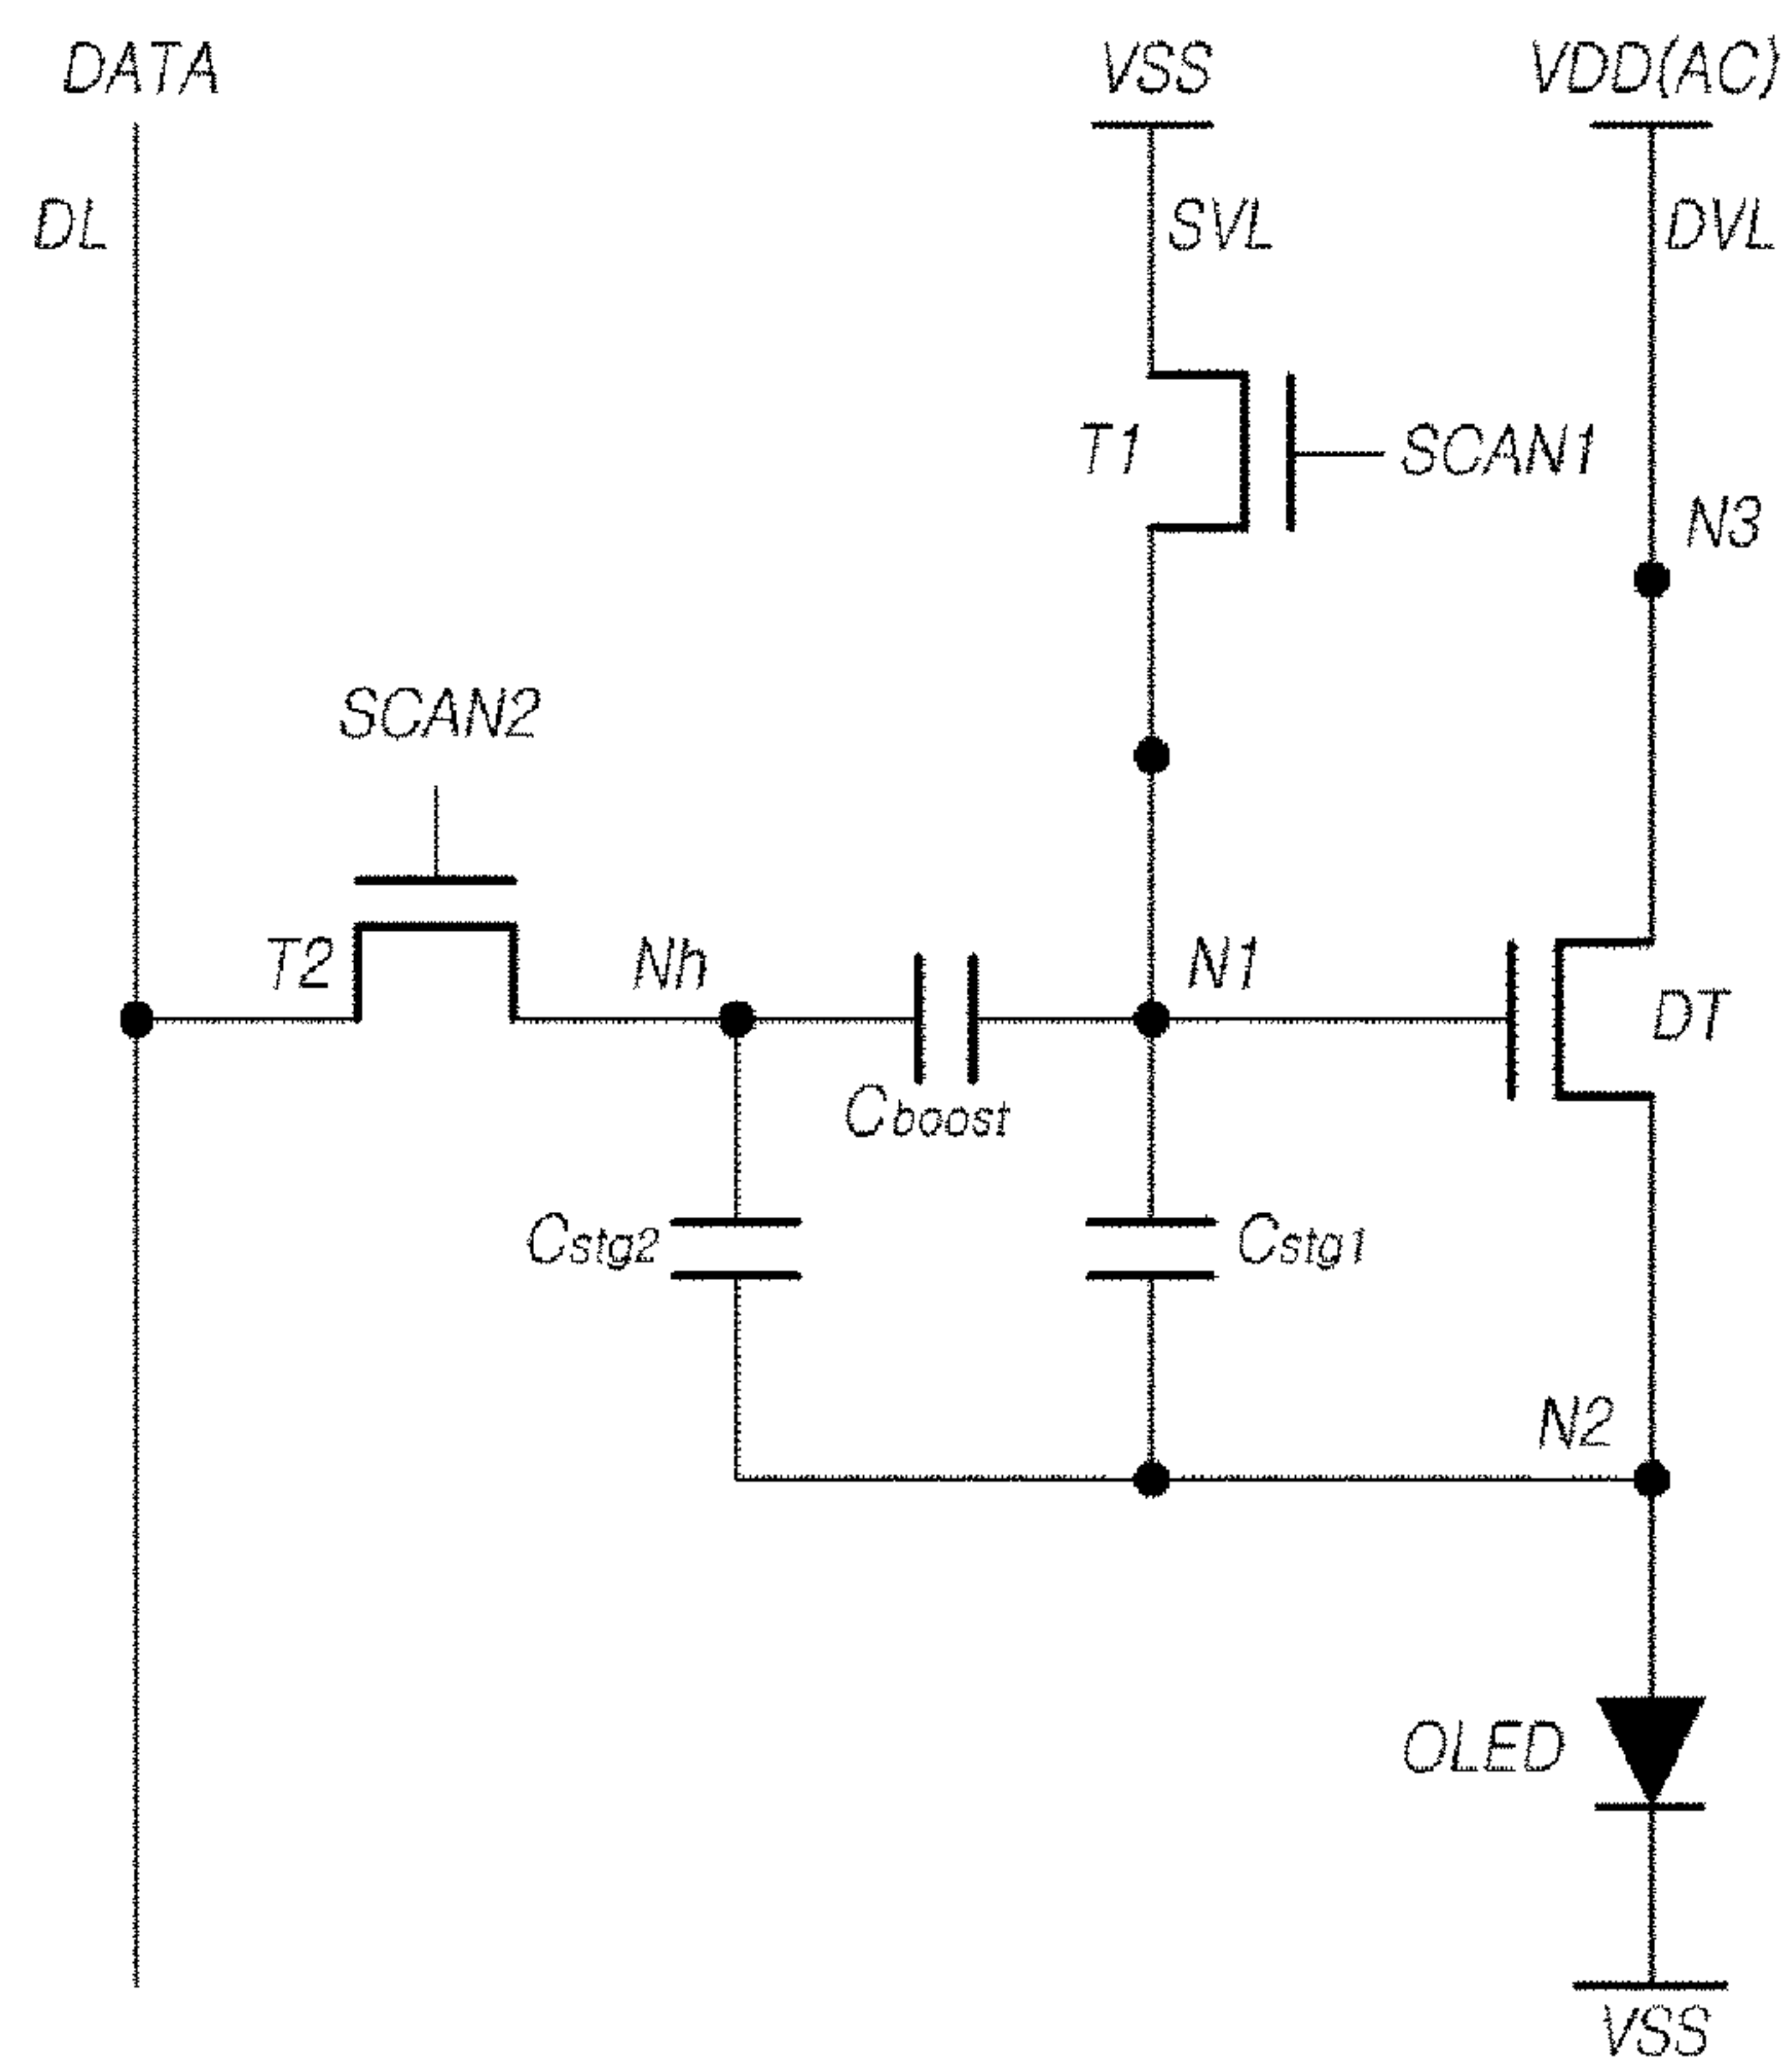 DATA
VSS
VDD(AC)
DL
SVL
DVL
T1
SCAN1
N3
SCAN2
T2
Nh
N1
DT
Cboost
Cstg2
Cstg1
N2
OLED
VSS